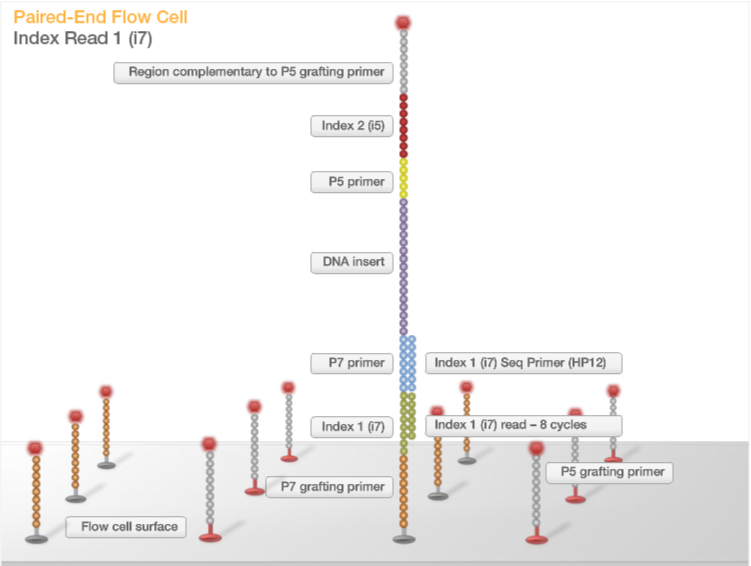 Paired-End Flow Cell
Index Read 1 (i7)
Region complementary to P5 grafting primer
Index 2 (i5)
P5 primer
DNA insert
P7 primer
Index 1 (i7) Seq Primer (HP12)
Index 1 (i7)
Index 1 (i7) read – 8 cycles
P5 grafting primer
P7 grafting primer
Flow cell surface